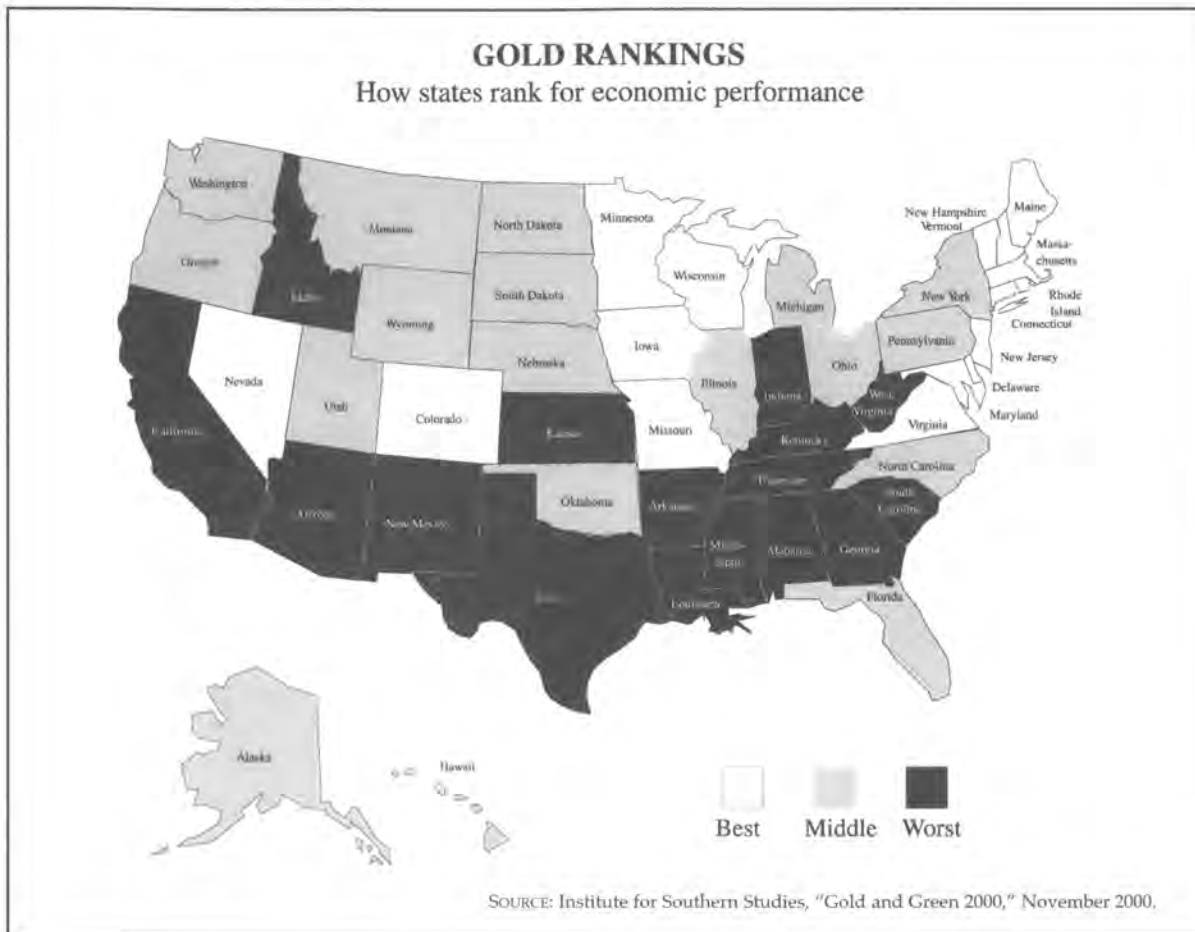 GOLD RANKINGS
How states rank for economic performance
Washington
Oregon
Idaho
Montana
Wyoming
North Dakota
South Dakota
Nebraska
Minnesota
Wisconsin
Iowa
Michigan
Illinois
Indiana
Ohio
Missouri
Nevada
Utah
Colorado
Kansas
California
Arizona
New Mexico
Oklahoma
Texas
Arkansas
Louisiana
Missi-
ssippi
Alabama
Georgia
Florida
Tennessee
Kentucky
West
Virginia
Virginia
North Carolina
South
Carolina
Pennsylvania
New York
New Hampshire
Vermont
Maine
Massa-
chusetts
Rhode
Island
Connecticut
New Jersey
Delaware
Maryland
Alaska
Hawaii
Best
Middle
Worst
SOURCE: Institute for Southern Studies, "Gold and Green 2000," November 2000.